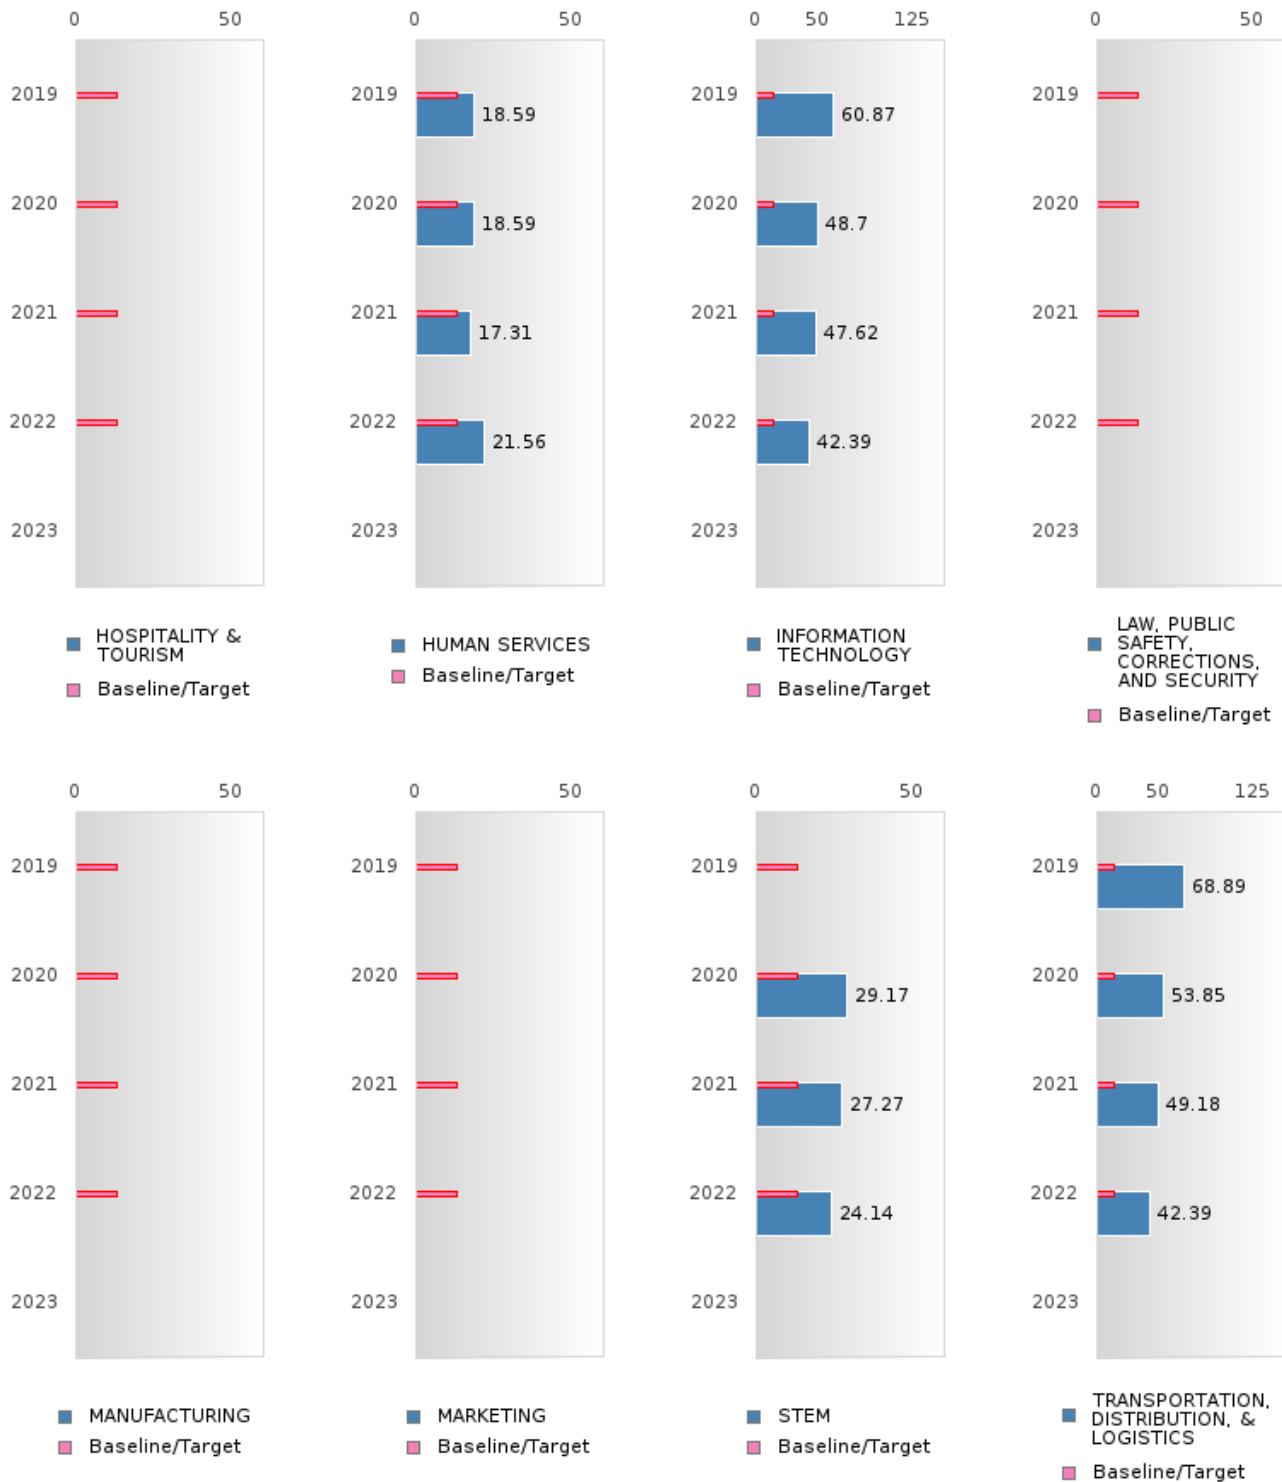 0 50
2019
2020
2021
2022
2023
HOSPITALITY &
TOURISM
Baseline/Target
0 50
2019
18.59
2020
18.59
2021
17.31
2022
21.56
2023
HUMAN SERVICES
Baseline/Target
0 50 125
2019
60.87
2020
48.7
2021
47.62
2022
42.39
2023
INFORMATION
TECHNOLOGY
Baseline/Target
0 50
2019
2020
2021
2022
2023
LAW, PUBLIC
SAFETY,
CORRECTIONS,
AND SECURITY
Baseline/Target
0 50
2019
2020
2021
2022
2023
MANUFACTURING
Baseline/Target
0 50
2019
2020
2021
2022
2023
MARKETING
Baseline/Target
0 50
2019
2020
29.17
2021
27.27
2022
24.14
2023
STEM
Baseline/Target
0 50 125
2019
68.89
2020
53.85
2021
49.18
2022
42.39
2023
TRANSPORTATION,
DISTRIBUTION, &
LOGISTICS
Baseline/Target